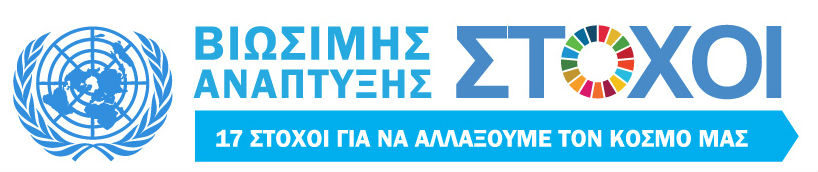 ΒΙΩΣΙΜΗΣ
ΑΝΑΠΤΥΞΗΣ
ΣΤΟΧΟΙ
17 ΣΤΟΧΟΙ ΓΙΑ ΝΑ ΑΛΛΑΞΟΥΜΕ ΤΟΝ ΚΟΣΜΟ ΜΑΣ